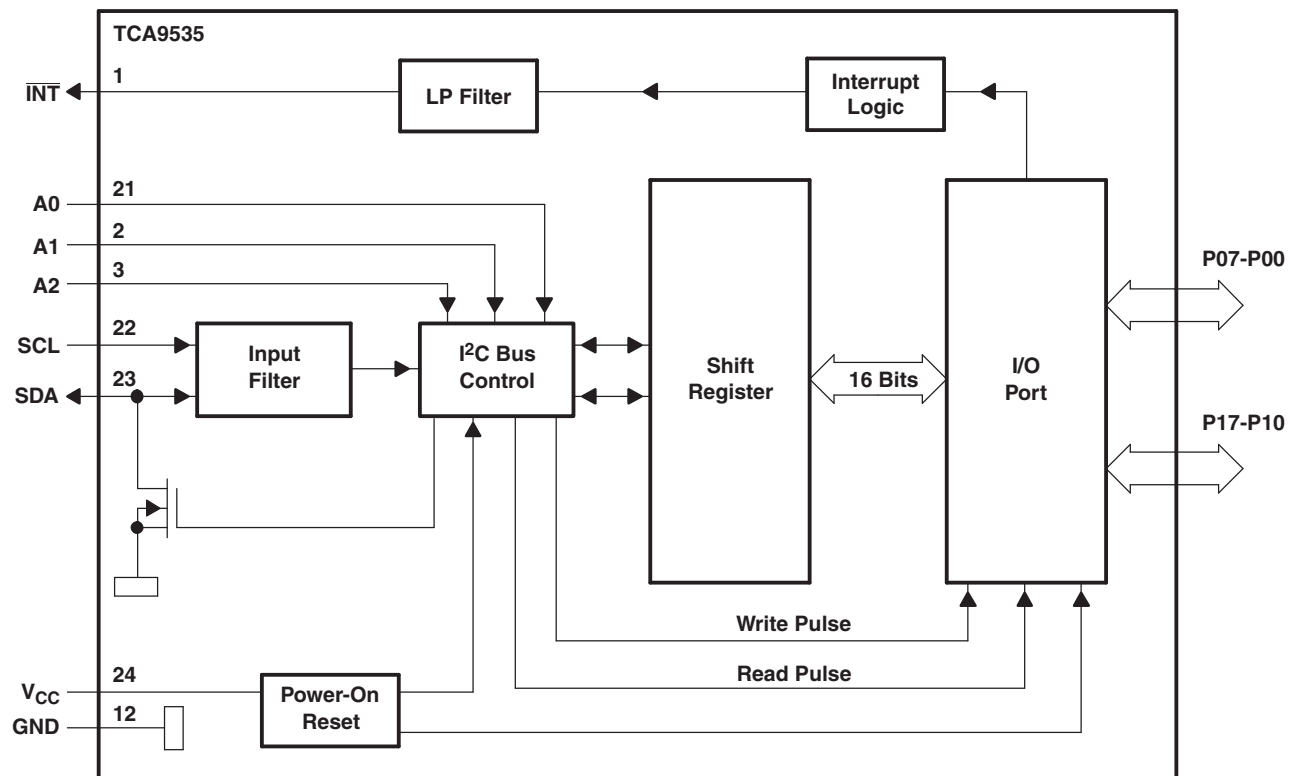 TCA9535
INT
1
LP Filter
Interrupt
Logic
A0
21
A1
2
A2
3
SCL
22
SDA
23
Input
Filter
I²C Bus
Control
Shift
Register
16 Bits
I/O
Port
P07-P00
P17-P10
Write Pulse
Read Pulse
VCC
24
GND
12
Power-On
Reset